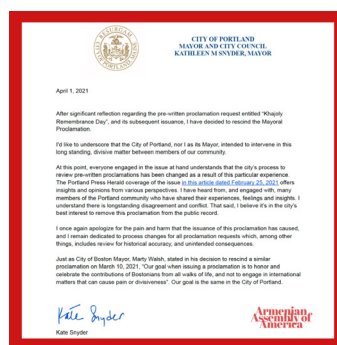 RESURGAM
CITY OF PORTLAND
MAYOR AND CITY COUNCIL
KATHLEEN M SNYDER, MAYOR
April 1, 2021
After significant reflection regarding the pre-written proclamation request entitled "Khojaly
Remembrance Day", and its subsequent issuance, I have decided to rescind the Mayoral
Proclamation.
I'd like to underscore that the City of Portland, nor I as its Mayor, intended to intervene in this
long standing, divisive matter between members of our community.
At this point, everyone engaged in the issue at hand understands that the city's process to
review pre-written proclamations has been changed as a result of this particular experience.
The Portland Press Herald coverage of the issue in this article dated February 25, 2021 offers
insights and opinions from various perspectives. I have heard from, and engaged with, many
members of the Portland community who have shared their experiences, feelings and insights. I
understand there is longstanding disagreement and conflict. That said, I believe it's in the city's
best interest to remove this proclamation from the public record.
I once again apologize for the pain and harm that the issuance of this proclamation has caused,
and I remain dedicated to process changes for all proclamation requests which, among other
things, includes review for historical accuracy, and unintended consequences.
Just as City of Boston Mayor, Marty Walsh, stated in his decision to rescind a similar
proclamation on March 10, 2021, "Our goal when issuing a proclamation is to honor and
celebrate the contributions of Bostonians from all walks of life, and not to engage in international
matters that can cause pain or divisiveness". Our goal is the same in the City of Portland.
Kate Snyder
Kate Snyder
Armenian
Assembly of
America